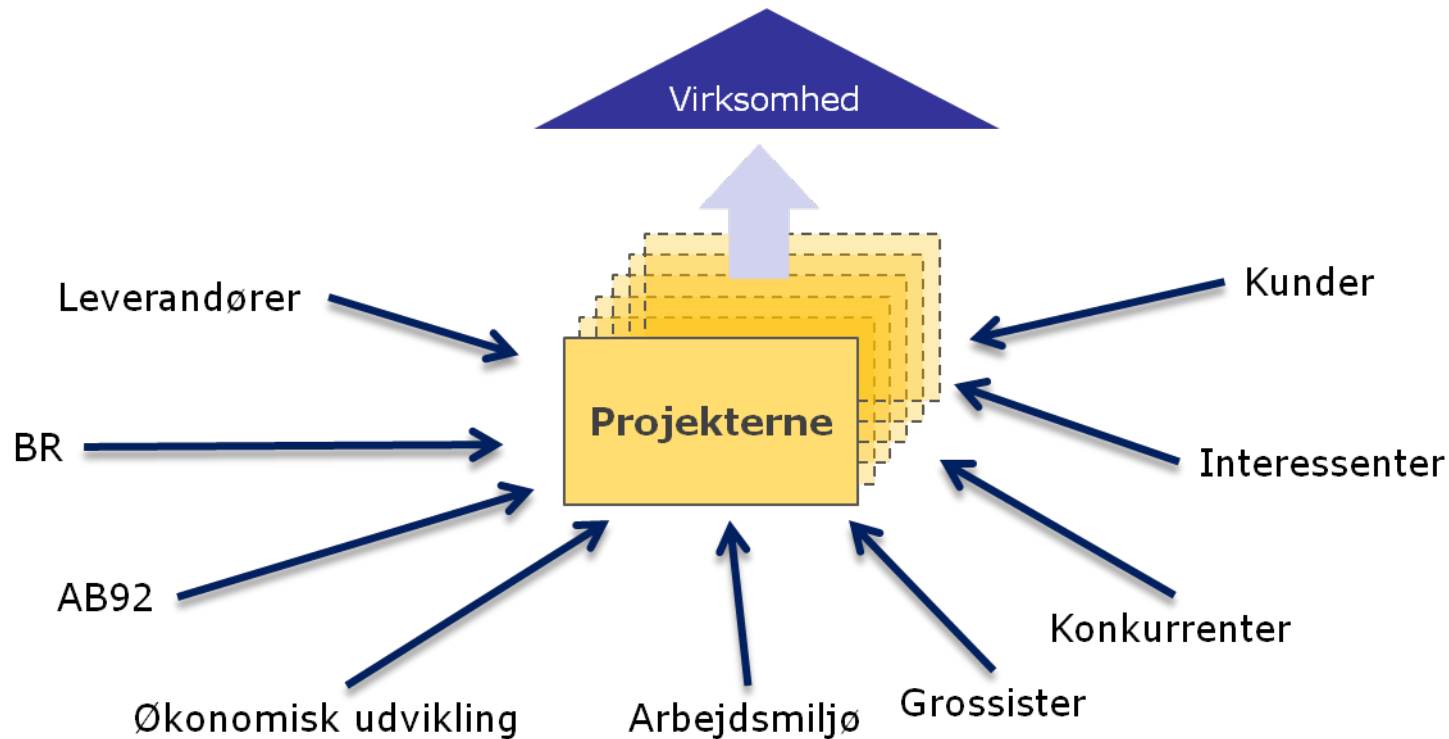 Virksomhed
Leverandører
Kunder
Projekterne
BR
Interessenter
AB92
Konkurrenter
Økonomisk udvikling
Arbejdsmiljø
Grossister